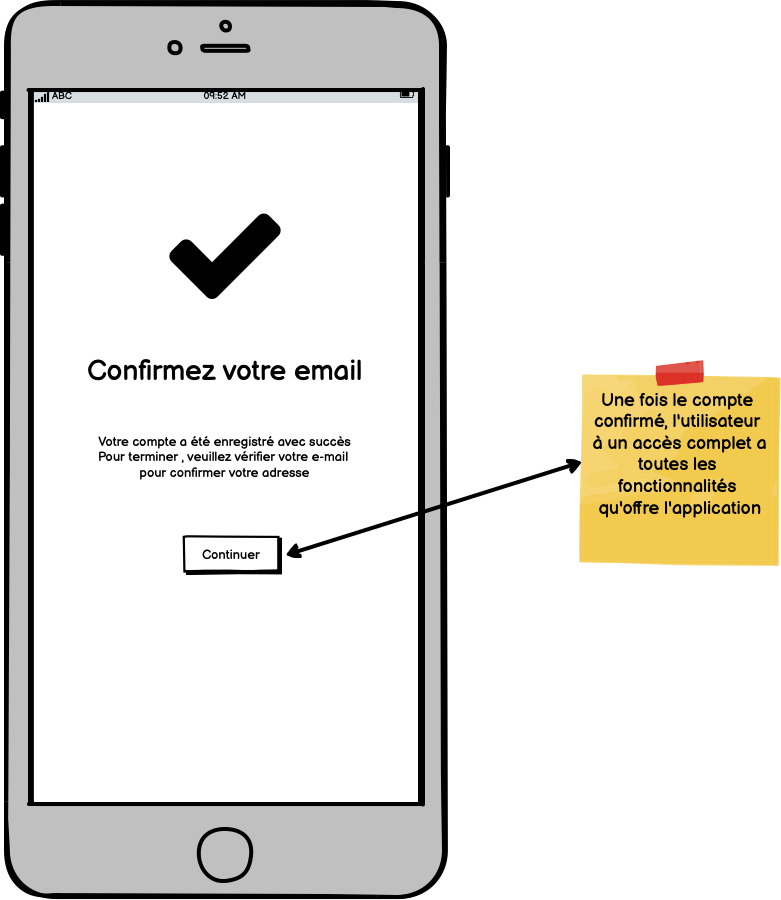 ABC
09:52 AM
Confirmez votre email
Votre compte a été enregistré avec succès
Pour terminer , veuillez vérifier votre e-mail
pour confirmer votre adresse
Continuer
Une fois le compte
confirmé, l'utilisateur
à un accès complet a
toutes les
fonctionnalités
qu'offre l'application